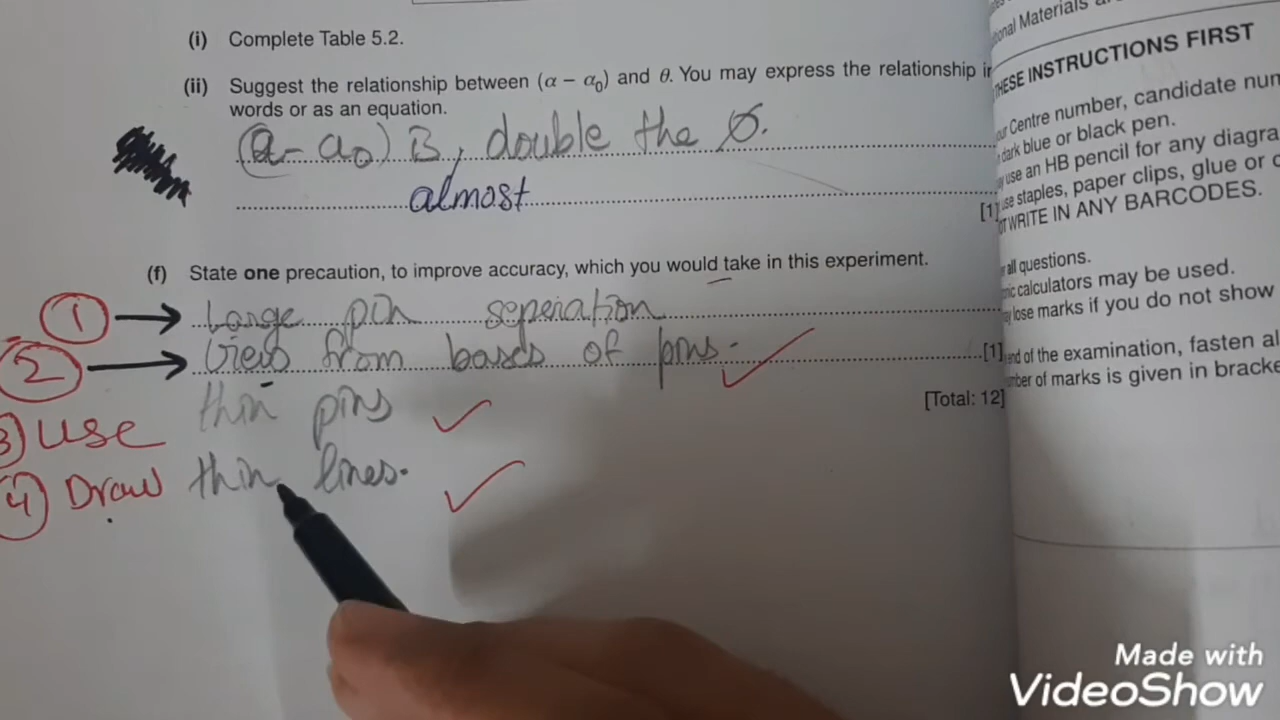 (i) Complete Table 5.2.
(ii) Suggest the relationship between (α – α0) and θ. You may express the relationship in
words or as an equation.
(a - a0) B, double the Ø.
almost
[1]
(f) State one precaution, to improve accuracy, which you would take in this experiment.
1 → Large pin seperation
2 → View from bases of pins.
[1]
3) Use thin pins
[Total: 12]
4) Draw thin lines.
onal Materials
THESE INSTRUCTIONS FIRST
Centre number, candidate num
dark blue or black pen.
use an HB pencil for any diagra
use staples, paper clips, glue or c
WRITE IN ANY BARCODES.
all questions.
calculators may be used.
lose marks if you do not show
end of the examination, fasten al
of marks is given in bracke
Made with
VideoShow